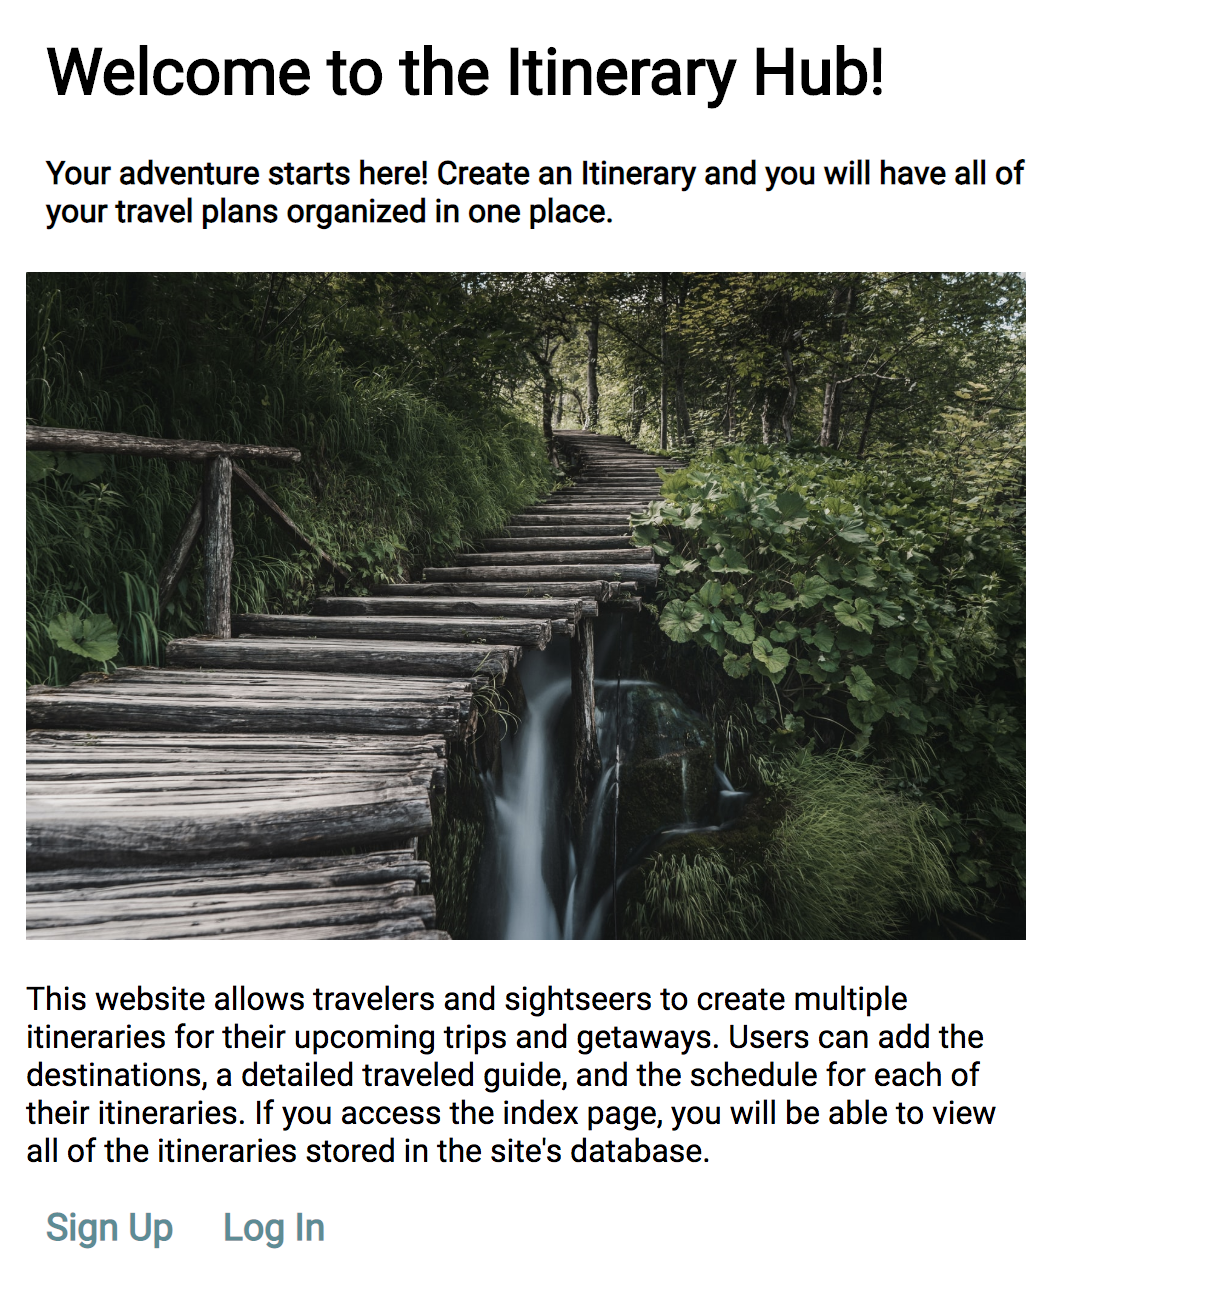 Welcome to the Itinerary Hub!
Your adventure starts here! Create an Itinerary and you will have all of
your travel plans organized in one place.
This website allows travelers and sightseers to create multiple
itineraries for their upcoming trips and getaways. Users can add the
destinations, a detailed traveled guide, and the schedule for each of
their itineraries. If you access the index page, you will be able to view
all of the itineraries stored in the site's database.
Sign Up Log In